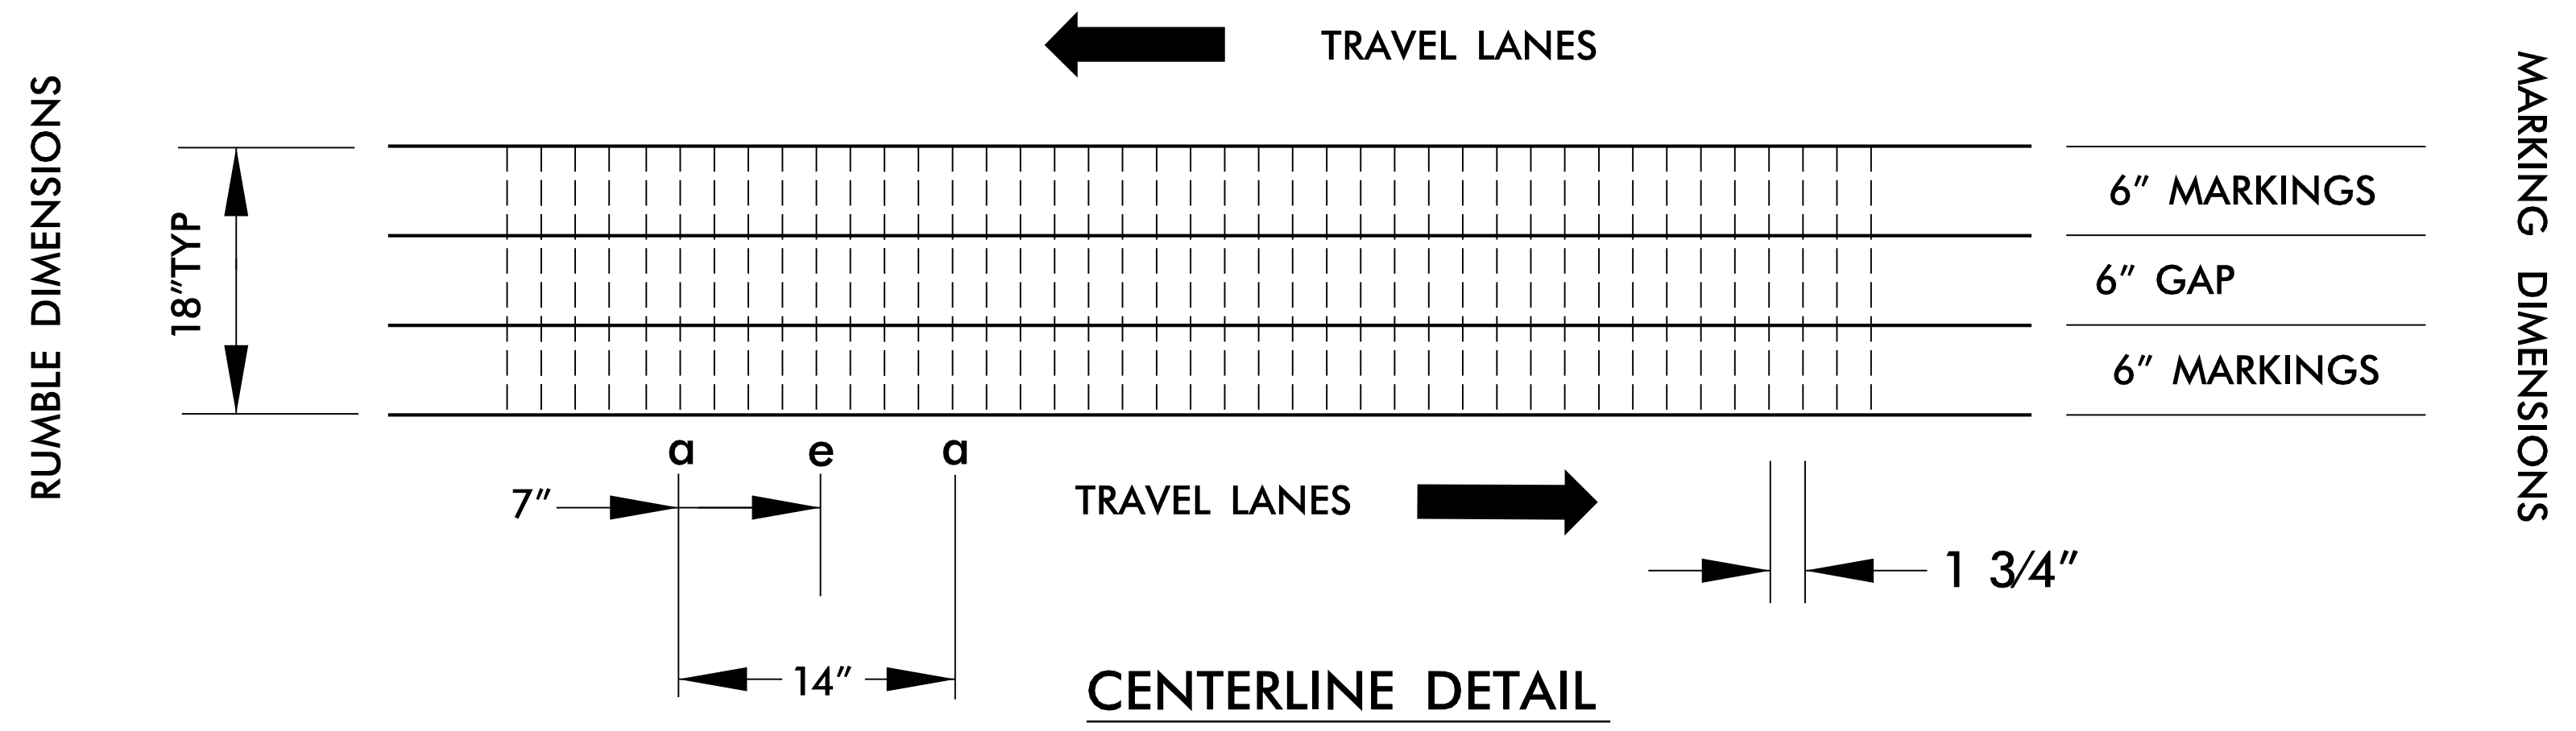 TRAVEL LANES
RUMBLE DIMENSIONS
18"TYP
6" MARKINGS
6" GAP
6" MARKINGS
MARKING DIMENSIONS
a e a
7"
TRAVEL LANES
1 3/4"
14"
CENTERLINE DETAIL